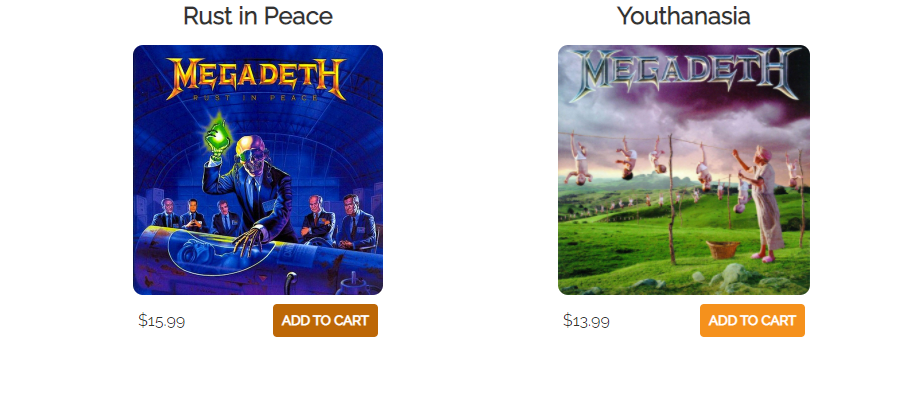 Rust in Peace
MEGADETH
RUST IN PEACE
$15.99 ADD TO CART
Youthanasia
MEGADETH
$13.99 ADD TO CART